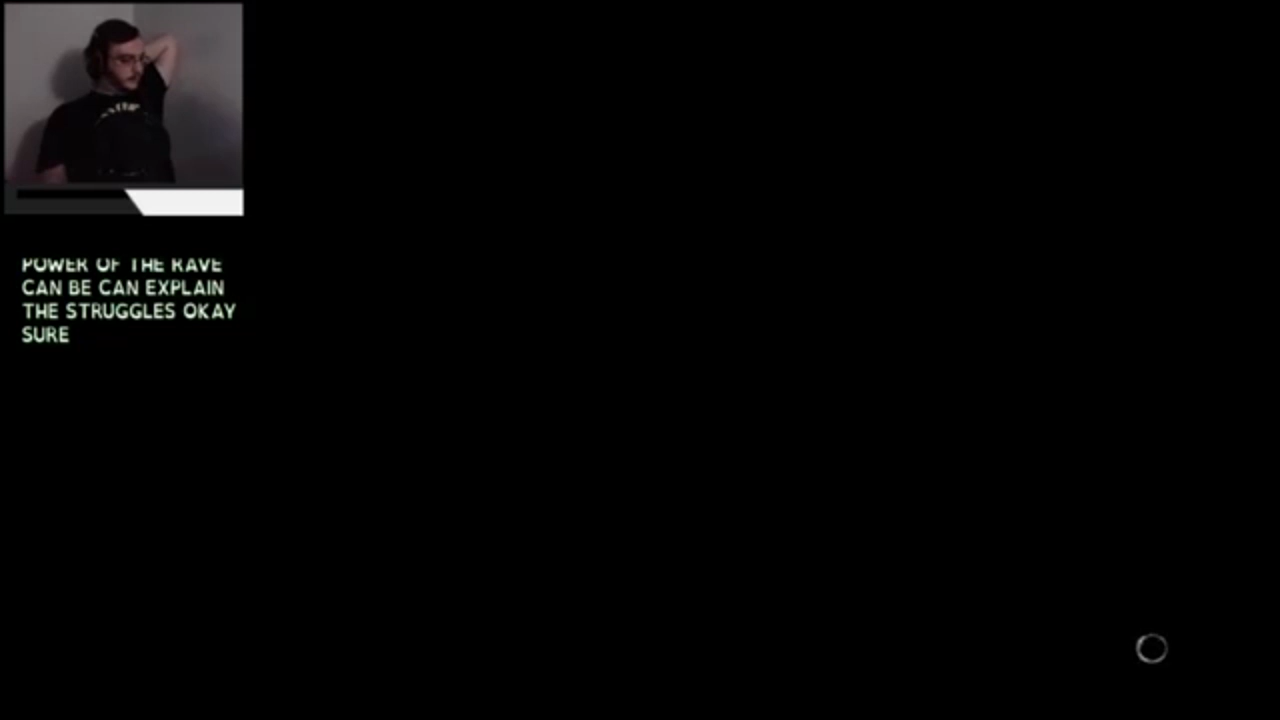 POWER OF THE RAVE
CAN BE CAN EXPLAIN
THE STRUGGLES OKAY
SURE